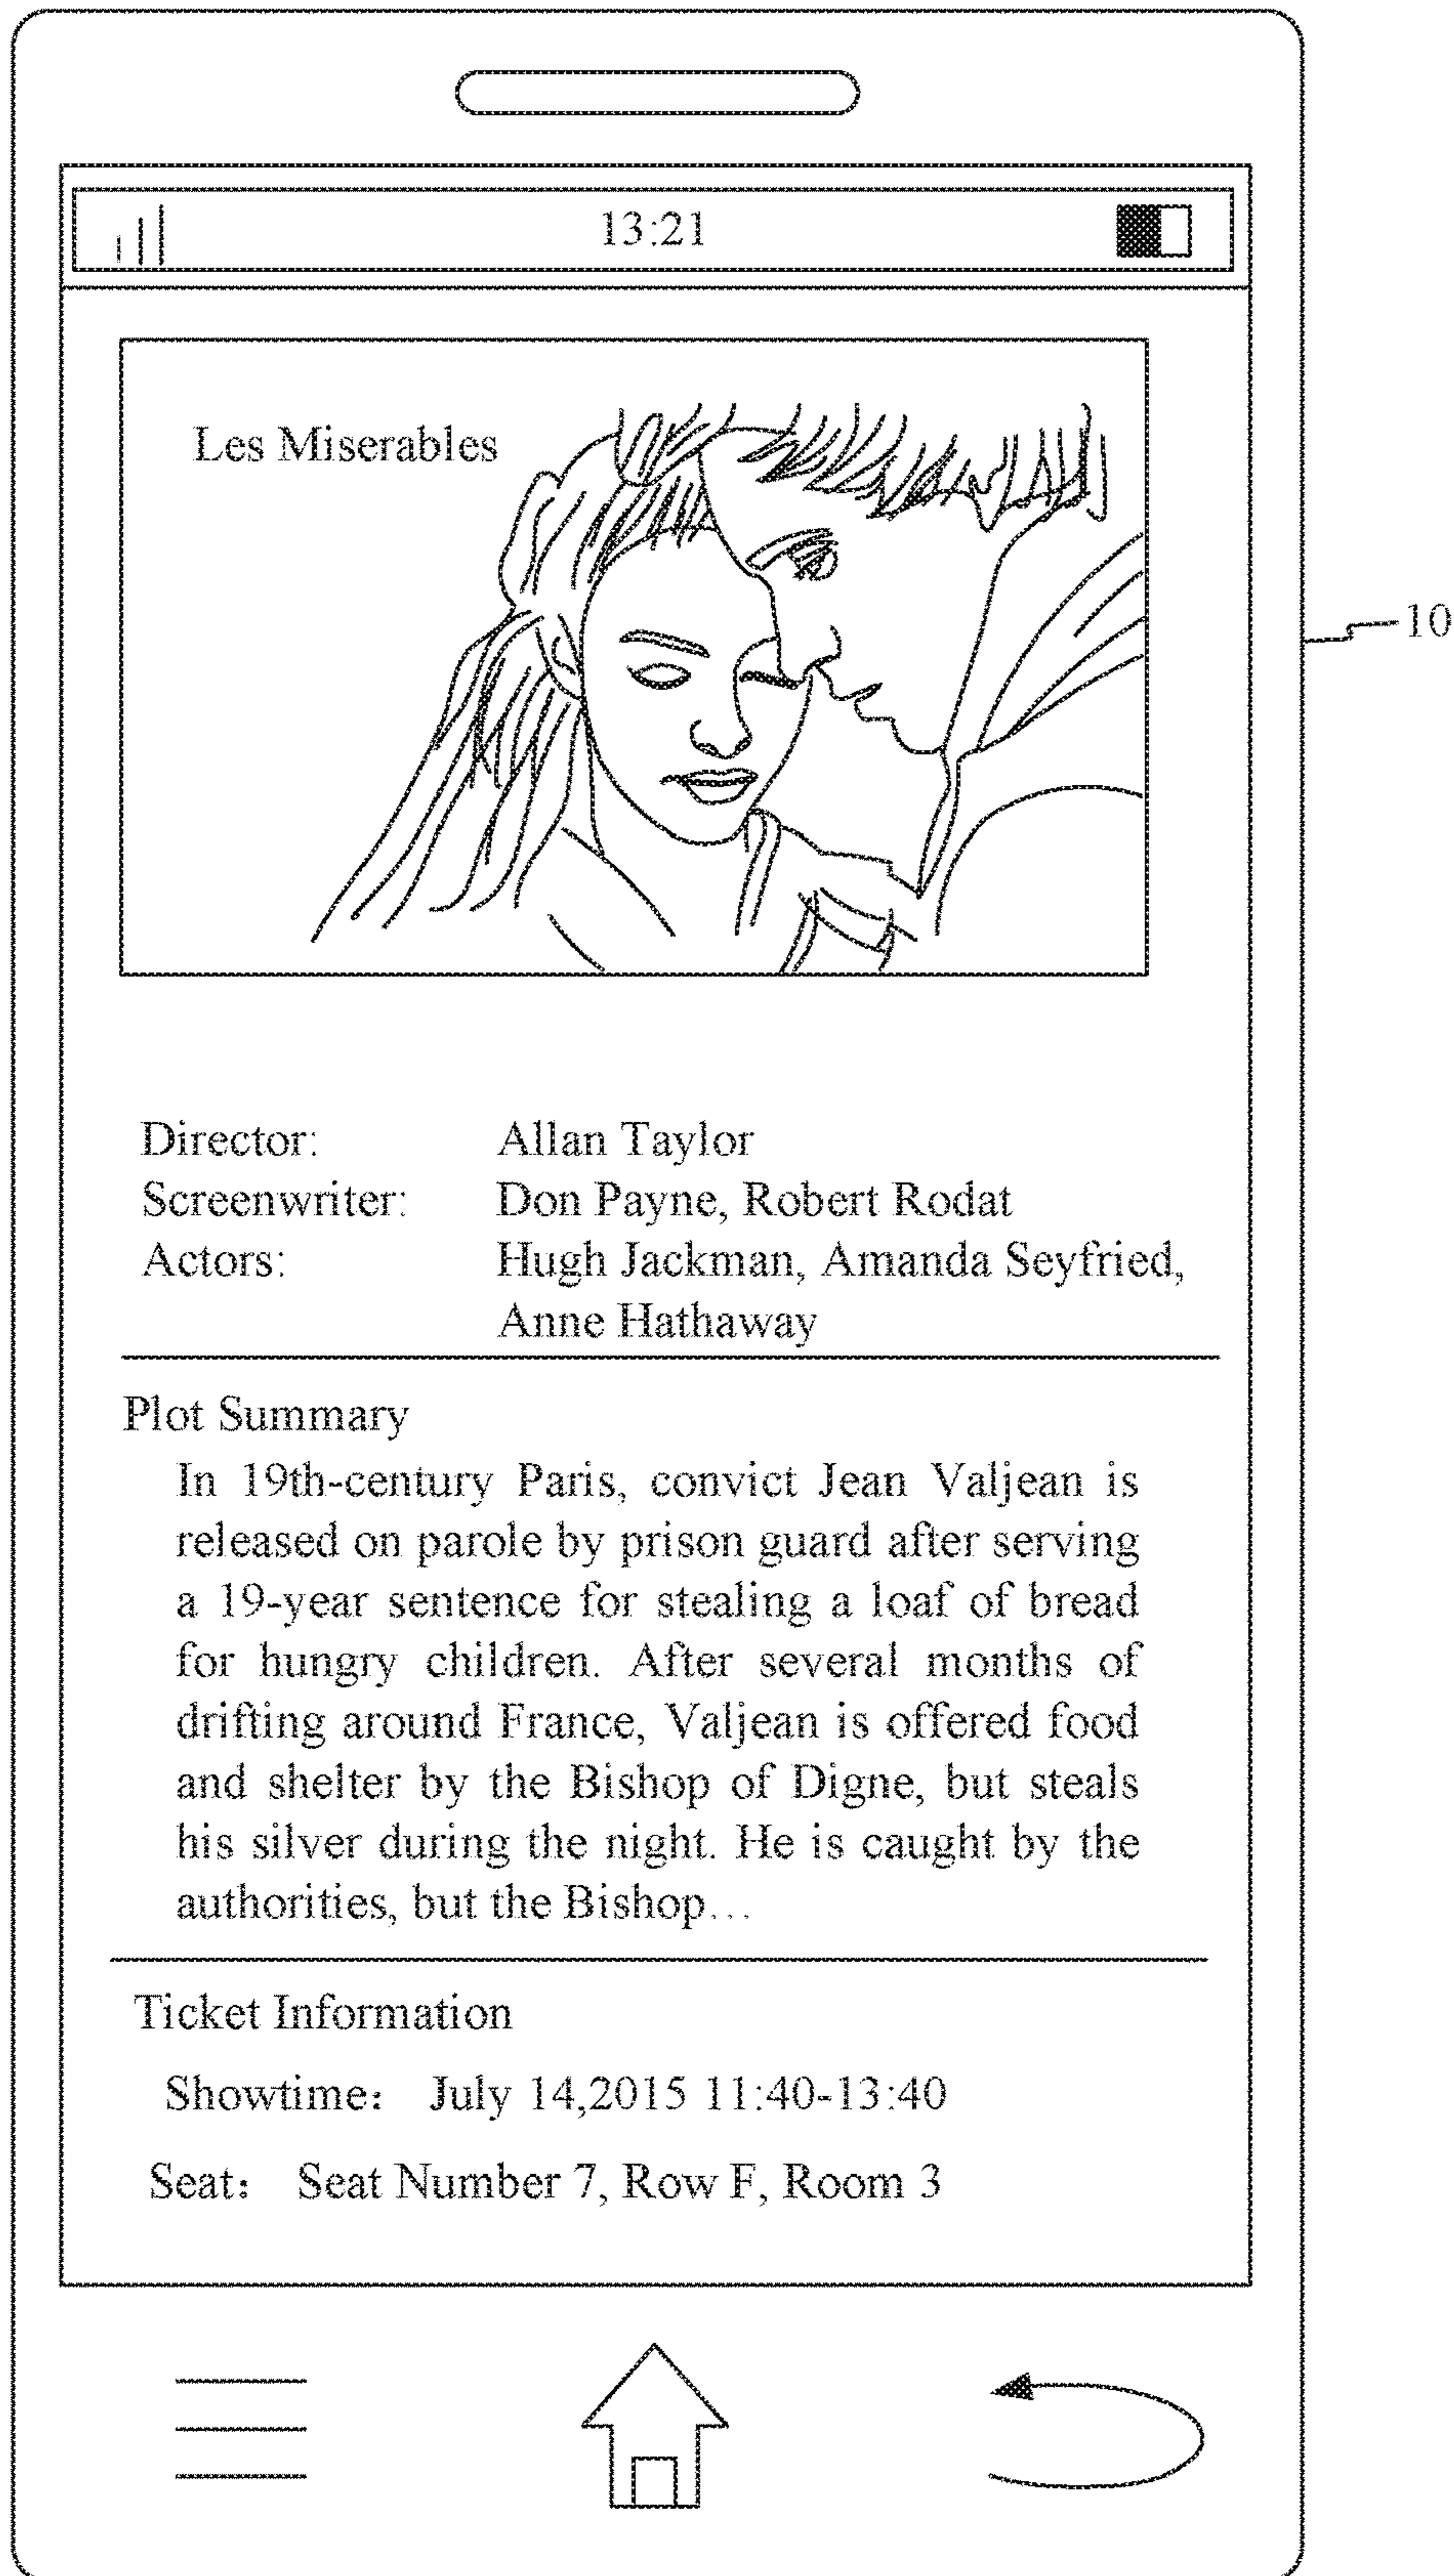 13:21
Les Miserables
10
Director: Allan Taylor
Screenwriter: Don Payne, Robert Rodat
Actors: Hugh Jackman, Amanda Seyfried,
Anne Hathaway
Plot Summary
In 19th-century Paris, convict Jean Valjean is
released on parole by prison guard after serving
a 19-year sentence for stealing a loaf of bread
for hungry children. After several months of
drifting around France, Valjean is offered food
and shelter by the Bishop of Digne, but steals
his silver during the night. He is caught by the
authorities, but the Bishop...
Ticket Information
Showtime: July 14,2015 11:40-13:40
Seat: Seat Number 7, Row F, Room 3